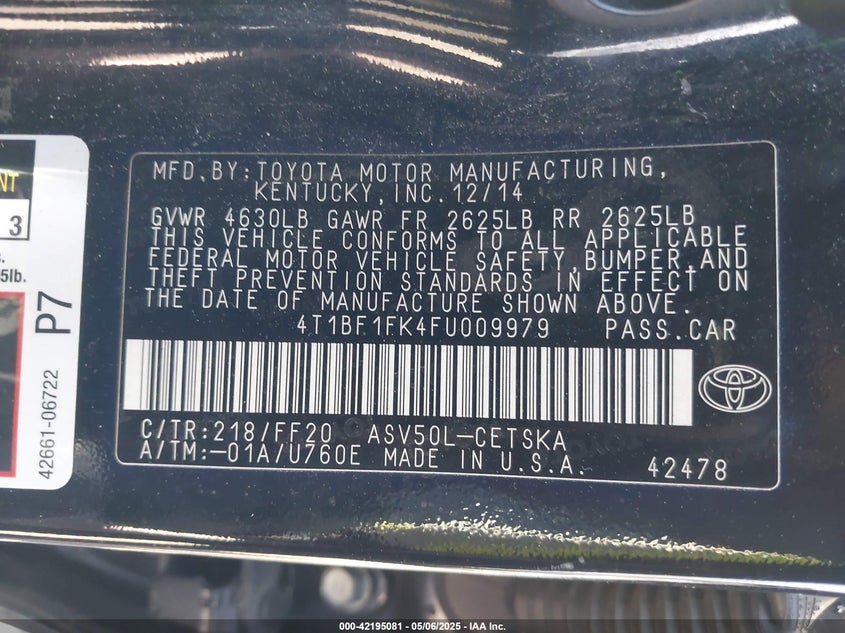 NT
3
5lb.
P7
42661-06722
MFD.BY:TOYOTA MOTOR MANUFACTURING,
KENTUCKY,INC.12/14
GVWR 4630LB GAWR FR 2625LB RR 2625LB
THIS VEHICLE CONFORMS TO ALL APPLICABLE
FEDERAL MOTOR VEHICLE SAFETY,BUMPER,AND
THEFT PREVENTION STANDARDS IN EFFECT ON
THE DATE OF MANUFACTURE SHOWN ABOVE.
4T1BF1FK4FU009979 PASS.CAR
C/TR:218/FF20 ASV50L-CETSKA
A/TM:-01A/U760E MADE IN U.S.A. 42478
000-42195081 - 05/06/2025 - IAA Inc.